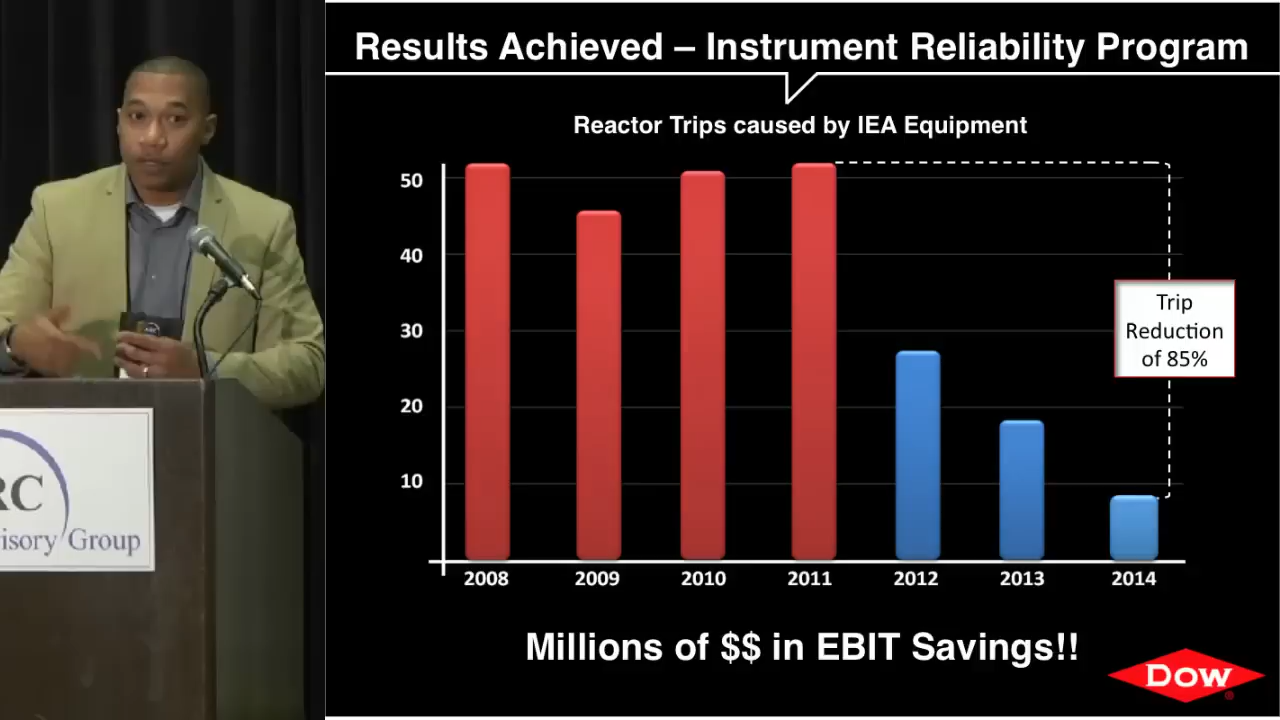 Results Achieved – Instrument Reliability Program
Reactor Trips caused by IEA Equipment
50
40
30
20
10
2008 2009 2010 2011 2012 2013 2014
Trip
Reduction
of 85%
Millions of $$ in EBIT Savings!!
Dow
RC
isory Group